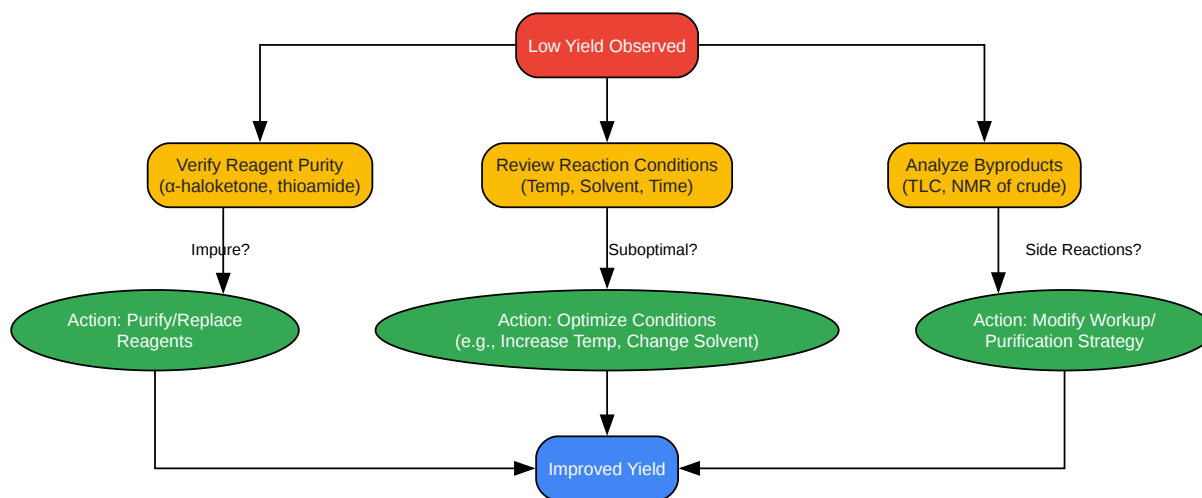 Low Yield Observed
Verify Reagent Purity
(α-haloketone, thioamide)
Review Reaction Conditions
(Temp, Solvent, Time)
Analyze Byproducts
(TLC, NMR of crude)
Impure?
Suboptimal?
Side Reactions?
Action: Purify/Replace
Reagents
Action: Optimize Conditions
(e.g., Increase Temp, Change Solvent)
Action: Modify Workup/
Purification Strategy
Improved Yield